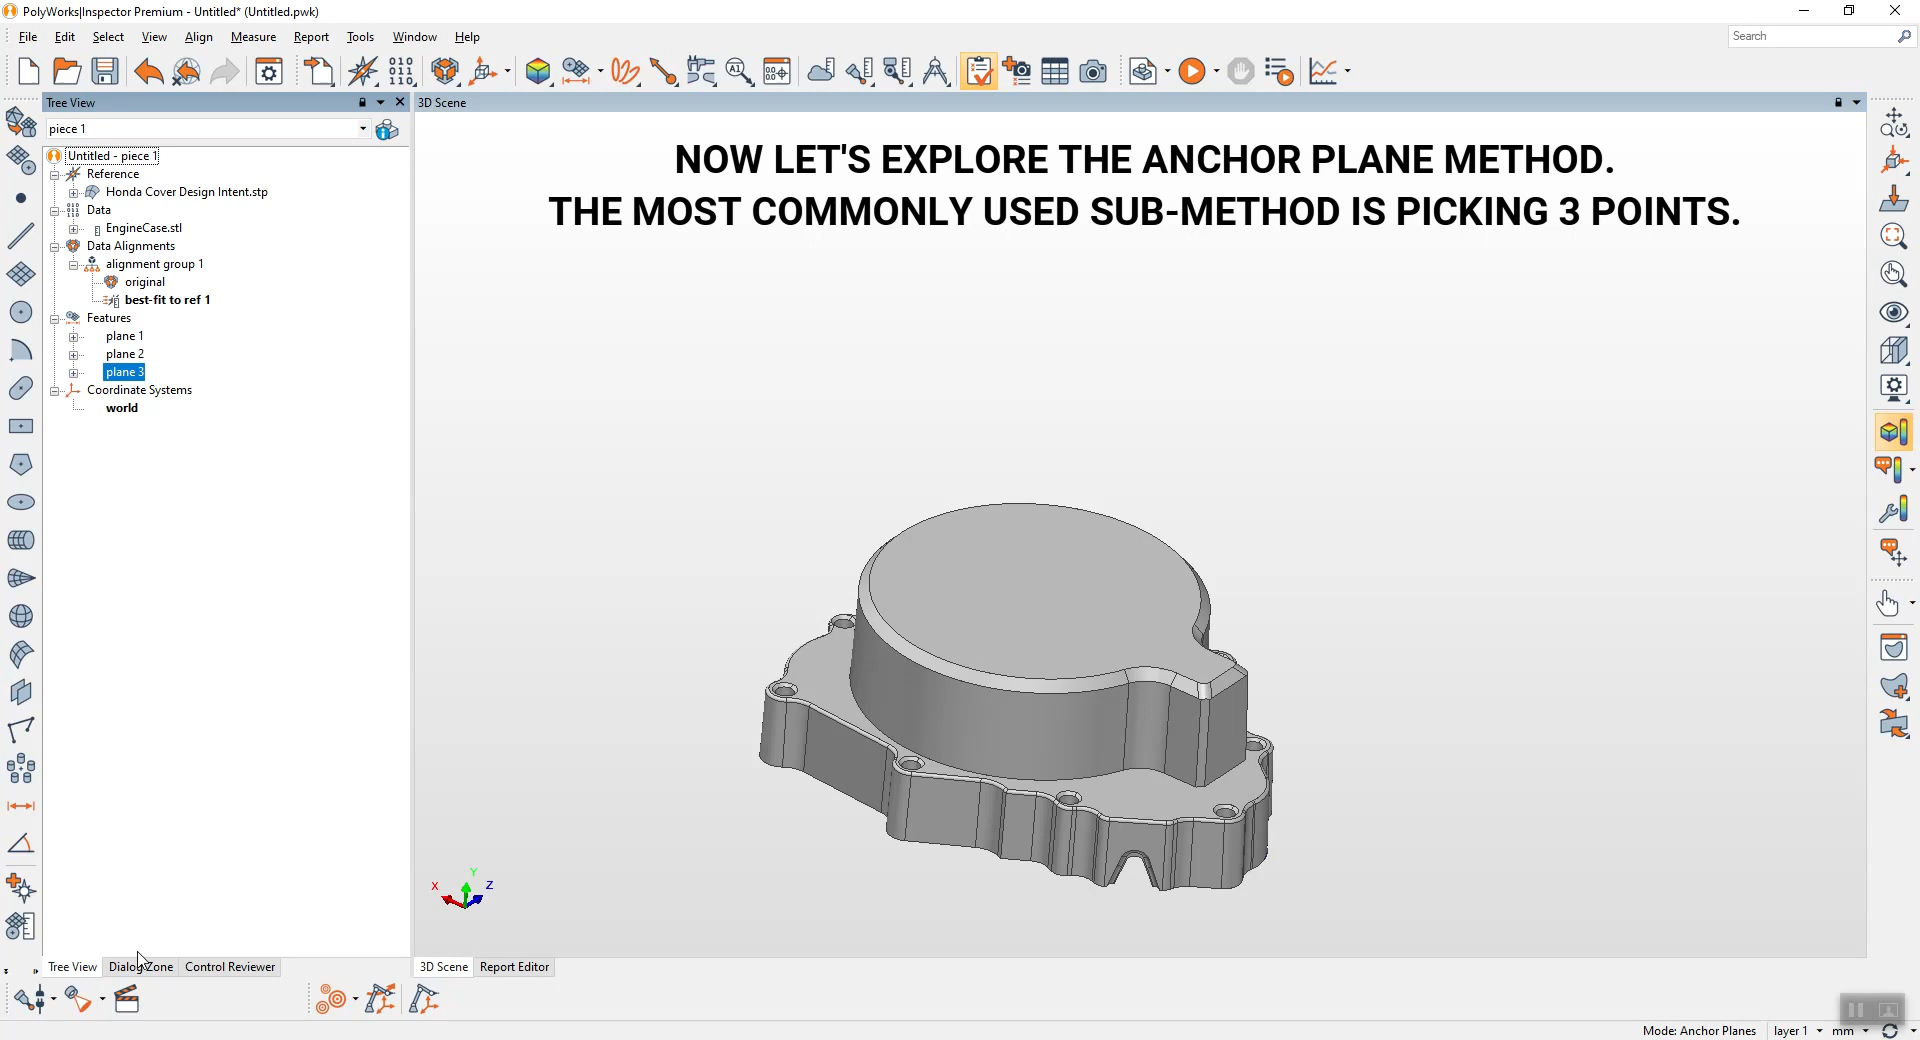 PolyWorks|Inspector Premium - Untitled* (Untitled.pwk)
File Edit Select View Align Measure Report Tools Window Help
Search
Tree View
3D Scene
piece 1
Untitled - piece 1
Reference
Honda Cover Design Intent.stp
Data
EngineCase.stl
Data Alignments
alignment group 1
original
best-fit to ref 1
Features
plane 1
plane 2
plane 3
Coordinate Systems
world
NOW LET'S EXPLORE THE ANCHOR PLANE METHOD.
THE MOST COMMONLY USED SUB-METHOD IS PICKING 3 POINTS.
X Y Z
Tree View Dialog Zone Control Reviewer
3D Scene Report Editor
Mode: Anchor Planes layer 1 mm